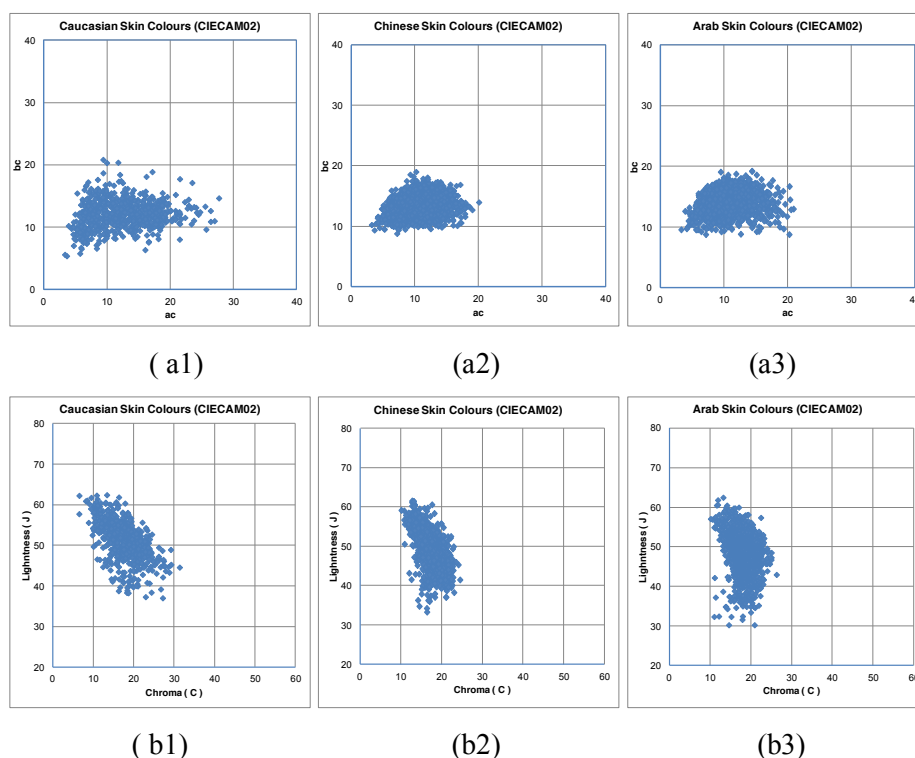 Caucasian Skin Colours (CIECAM02)
40
30
20
10
0
bc
0 10 20 30 40
ac
( a1)
Chinese Skin Colours (CIECAM02)
40
30
20
10
0
bc
0 10 20 30 40
ac
(a2)
Arab Skin Colours (CIECAM02)
40
30
20
10
0
bc
0 10 20 30 40
ac
(a3)
Caucasian Skin Colours (CIECAM02)
80
70
60
50
40
30
20
Lighntness ( J )
0 10 20 30 40 50 60
Chroma ( C )
( b1)
Chinese Skin Colours (CIECAM02)
80
70
60
50
40
30
20
Lighntness ( J )
0 10 20 30 40 50 60
Chroma ( C )
(b2)
Arab Skin Colours (CIECAM02)
80
70
60
50
40
30
20
Lighntness ( J )
0 10 20 30 40 50 60
Chroma ( C )
(b3)